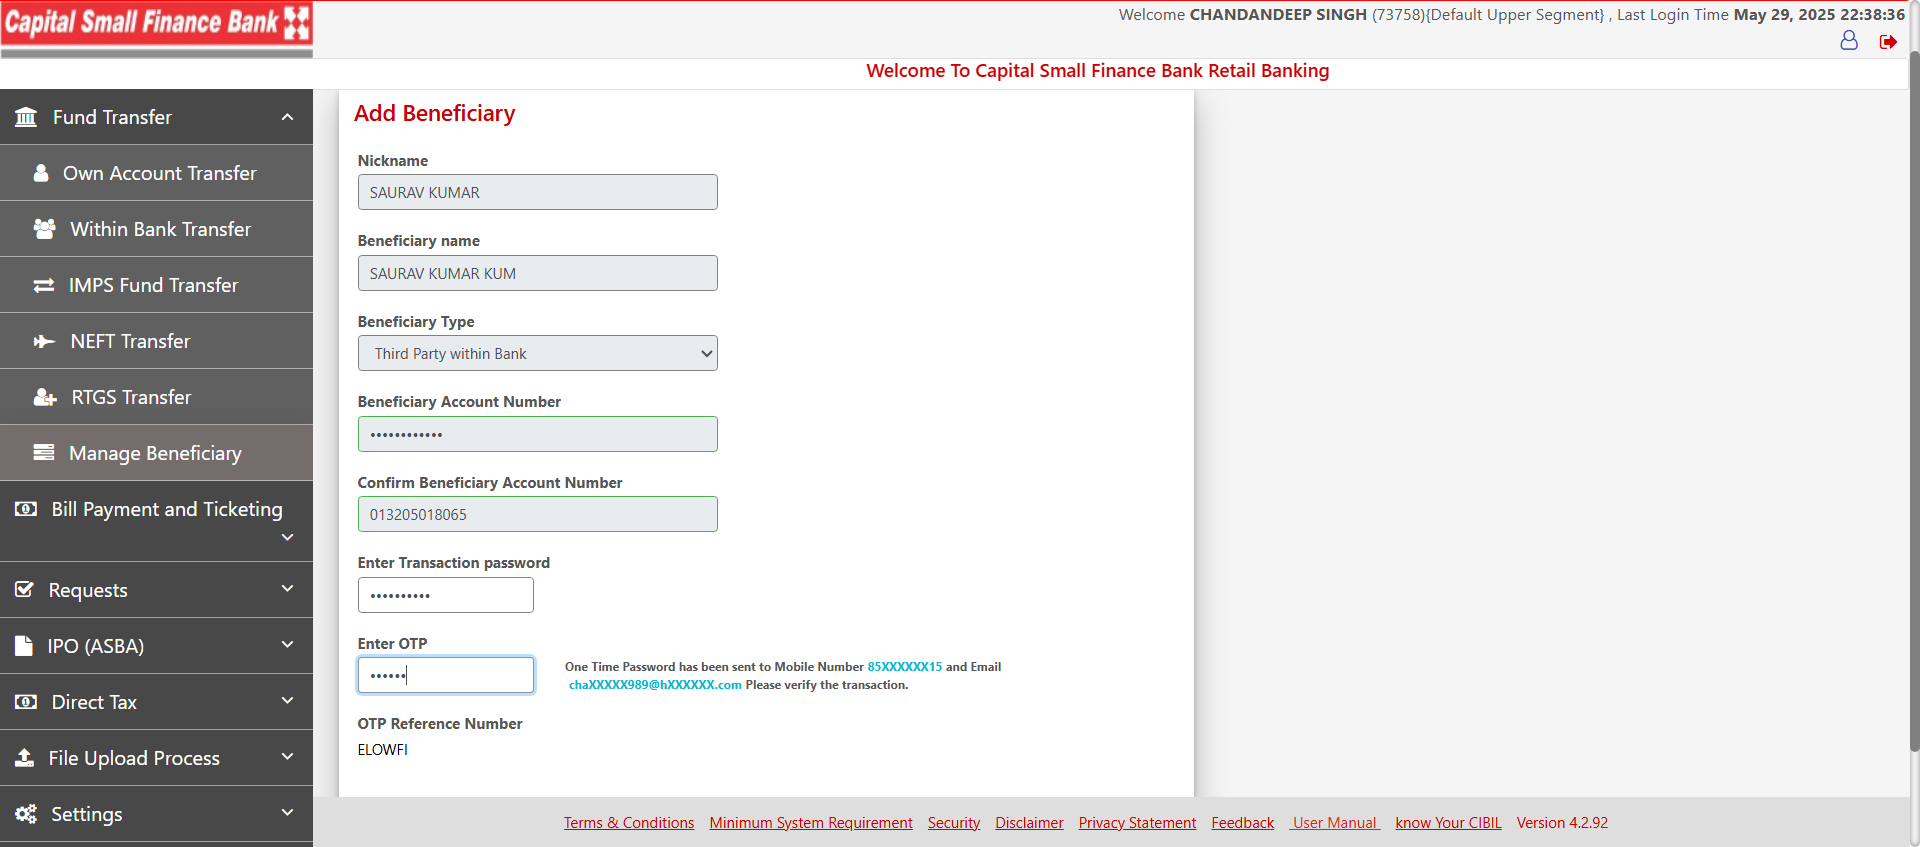 Capital Small Finance Bank
Welcome CHANDANDEEP SINGH (73758){Default Upper Segment} , Last Login Time May 29, 2025 22:38:36
Welcome To Capital Small Finance Bank Retail Banking
Fund Transfer
Own Account Transfer
Within Bank Transfer
IMPS Fund Transfer
NEFT Transfer
RTGS Transfer
Manage Beneficiary
Bill Payment and Ticketing
Requests
IPO (ASBA)
Direct Tax
File Upload Process
Settings
Add Beneficiary
Nickname
SAURAV KUMAR
Beneficiary name
SAURAV KUMAR KUM
Beneficiary Type
Third Party within Bank
Beneficiary Account Number
••••••••••••
Confirm Beneficiary Account Number
013205018065
Enter Transaction password
••••••••••
Enter OTP
••••••
One Time Password has been sent to Mobile Number 85XXXXXX15 and Email
chaXXXXX989@hXXXXXX.com Please verify the transaction.
OTP Reference Number
ELOWFI
Terms & Conditions Minimum System Requirement Security Disclaimer Privacy Statement Feedback User Manual know Your CIBIL Version 4.2.92